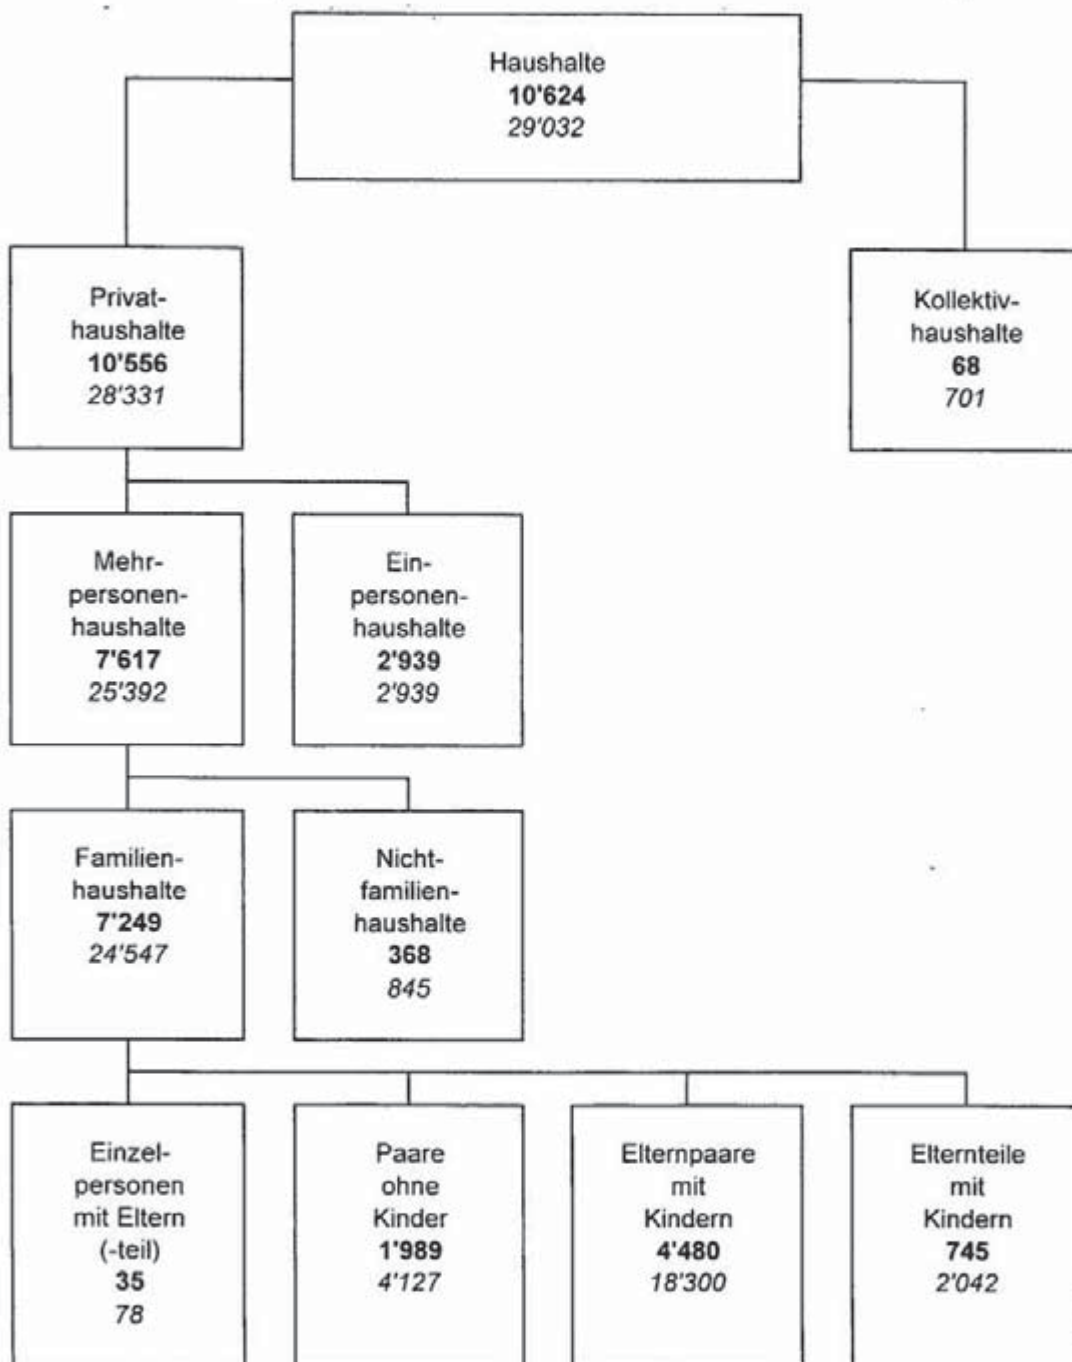 Haushalte
10'624
29'032
Privat-
haushalte
10'556
28'331
Kollektiv-
haushalte
68
701
Mehr-
personen-
haushalte
7'617
25'392
Ein-
personen-
haushalte
2'939
2'939
Familien-
haushalte
7'249
24'547
Nicht-
familien-
haushalte
368
845
Einzel-
personen
mit Eltern
(-teil)
35
78
Paare
ohne
Kinder
1'989
4'127
Elternpaare
mit
Kindern
4'480
18'300
Elternteile
mit
Kindern
745
2'042